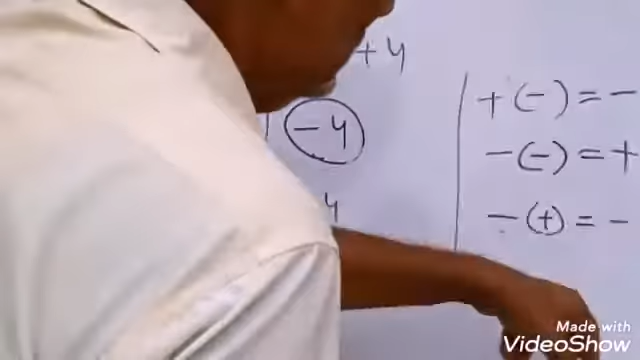 +4
-4
4
+(-) = -
-(-) = +
-(+) = -
Made with
VideoShow